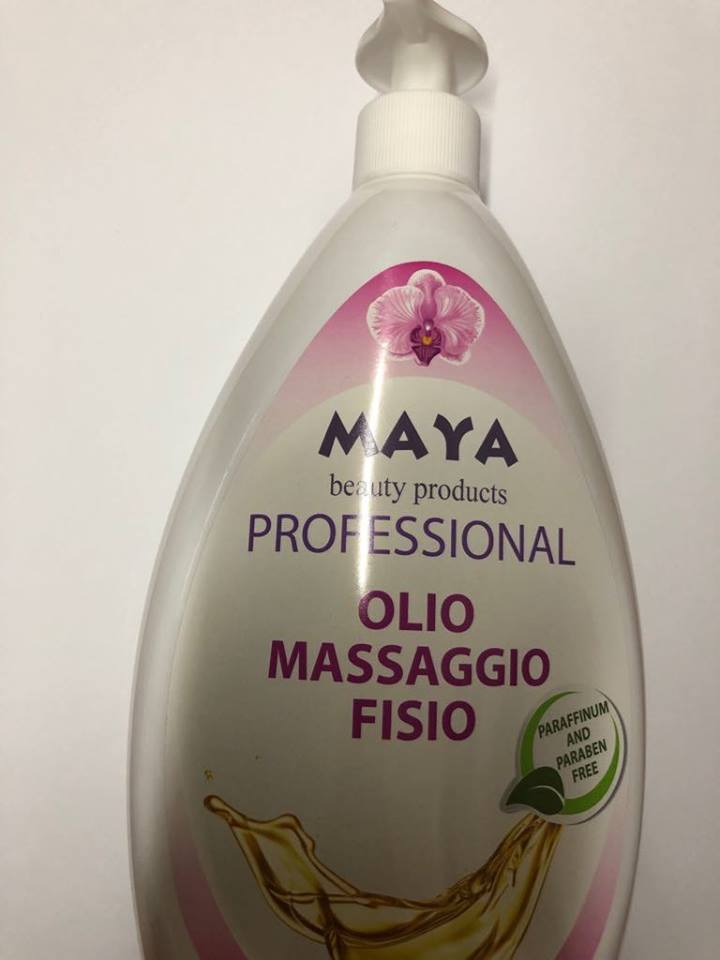 MAYA
beauty products
PROFESSIONAL
OLIO
MASSAGGIO
FISIO
PARAFFINUM
AND
PARABEN
FREE